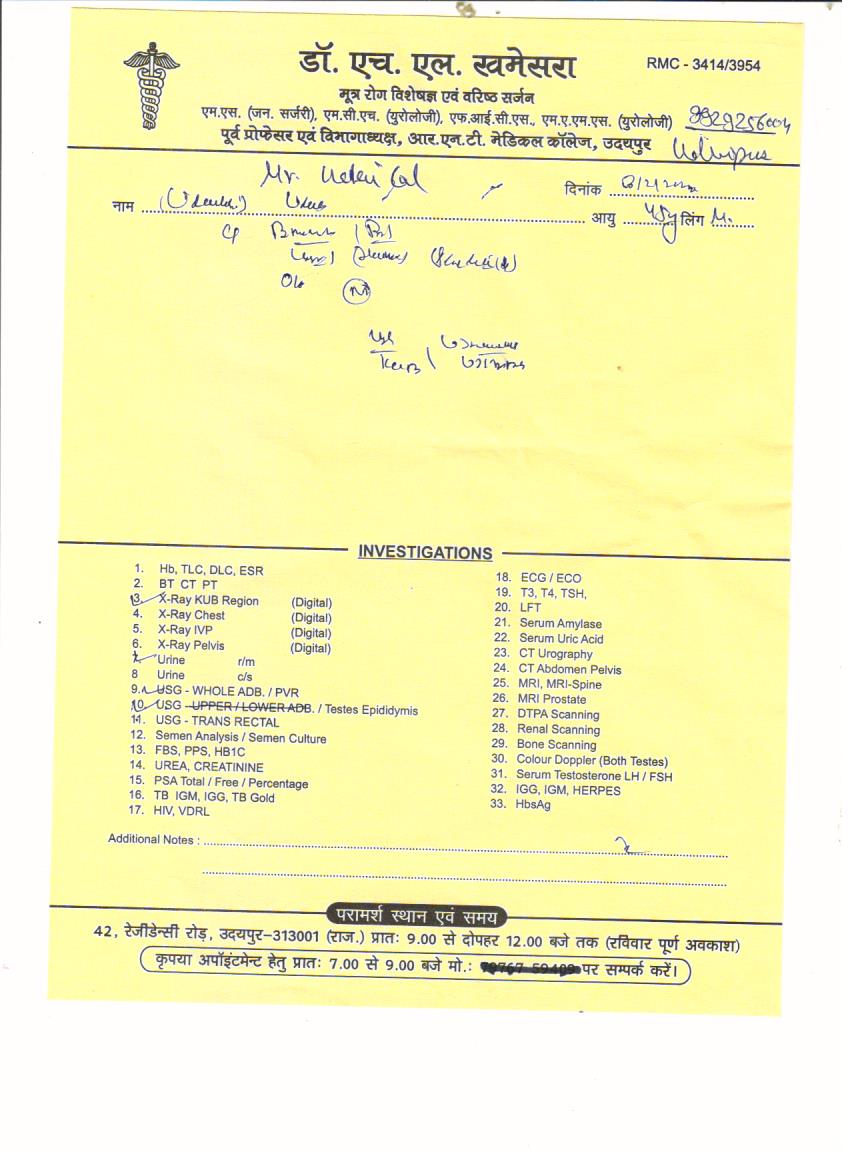 डॉ. एच. एल. खमेसरा
RMC - 3414/3954
मूत्र रोग विशेषज्ञ एवं वरिष्ठ सर्जन
एम.एस. (जन. सर्जरी), एम.सी.एच. (युरोलोजी), एफ.आई.सी.एस., एम.ए.एम.एस. (युरोलोजी)
पूर्व प्रोफेसर एवं विभागाध्यक्ष, आर.एन.टी. मेडिकल कॉलेज, उदयपुर
Mr.
दिनांक
नाम
आयु
लिंग M.
INVESTIGATIONS
1. Hb, TLC, DLC, ESR
2. BT CT PT
3. X-Ray KUB Region (Digital)
4. X-Ray Chest (Digital)
5. X-Ray IVP (Digital)
6. X-Ray Pelvis (Digital)
7. Urine r/m
8 Urine c/s
9. USG - WHOLE ADB. / PVR
10. USG - UPPER / LOWER ADB. / Testes Epididymis
11. USG - TRANS RECTAL
12. Semen Analysis / Semen Culture
13. FBS, PPS, HB1C
14. UREA, CREATININE
15. PSA Total / Free / Percentage
16. TB IGM, IGG, TB Gold
17. HIV, VDRL
18. ECG / ECO
19. T3, T4, TSH,
20. LFT
21. Serum Amylase
22. Serum Uric Acid
23. CT Urography
24. CT Abdomen Pelvis
25. MRI, MRI-Spine
26. MRI Prostate
27. DTPA Scanning
28. Renal Scanning
29. Bone Scanning
30. Colour Doppler (Both Testes)
31. Serum Testosterone LH / FSH
32. IGG, IGM, HERPES
33. HbsAg
Additional Notes :
परामर्श स्थान एवं समय
42, रेजीडेन्सी रोड़, उदयपुर–313001 (राज.) प्रातः 9.00 से दोपहर 12.00 बजे तक (रविवार पूर्ण अवकाश)
कृपया अपॉइंटमेन्ट हेतु प्रातः 7.00 से 9.00 बजे मो.: पर सम्पर्क करें।